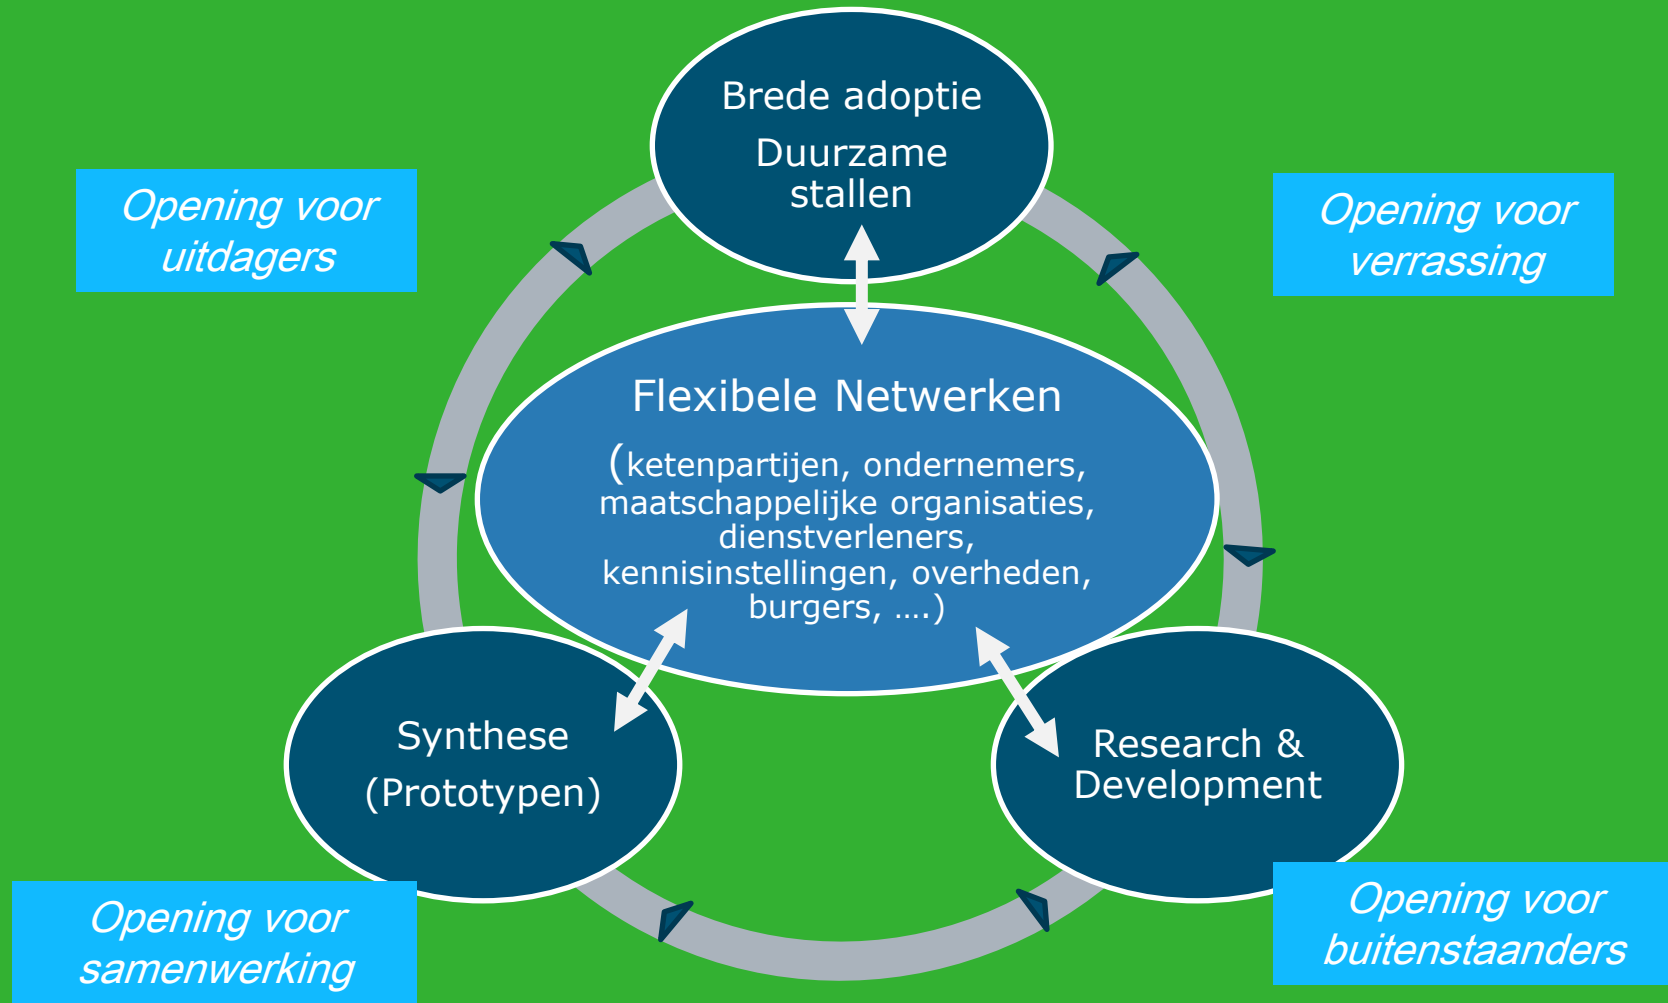 Brede adoptie
Duurzame
stallen
Opening voor
uitdagers
Opening voor
verrassing
Flexibele Netwerken
(ketenpartijen, ondernemers,
maatschappelijke organisaties,
dienstverleners,
kennisinstellingen, overheden,
burgers, ….)
Synthese
(Prototypen)
Research &
Development
Opening voor
samenwerking
Opening voor
buitenstaanders